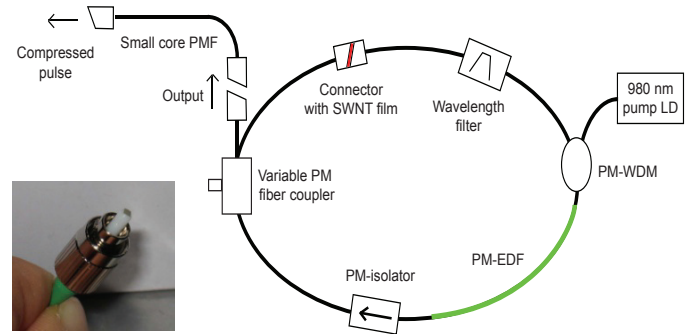 Small core PMF
Compressed
pulse
Output
Connector
with SWNT film
Wavelength
filter
980 nm
pump LD
Variable PM
fiber coupler
PM-WDM
PM-EDF
PM-isolator